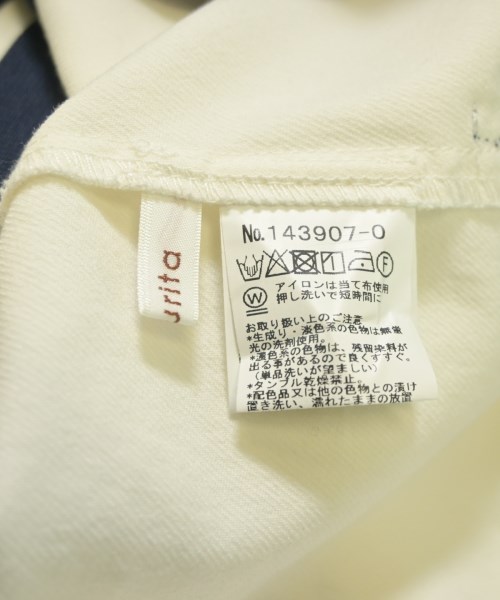 urita
No.143907-0
F
W
アイロンは当て布使用
押し洗いで短時間に
お取り扱い上のご注意
*生成り・淡色系の色物は無蛍
光の洗剤使用。
*濃色系の色物は、残留染料が
出る事があるので良くすすぐ。
(単品洗いが望ましい)
*タンブル乾燥禁止。
*配色品又は他の色物との漬け
置き洗い、濡れたままの放置